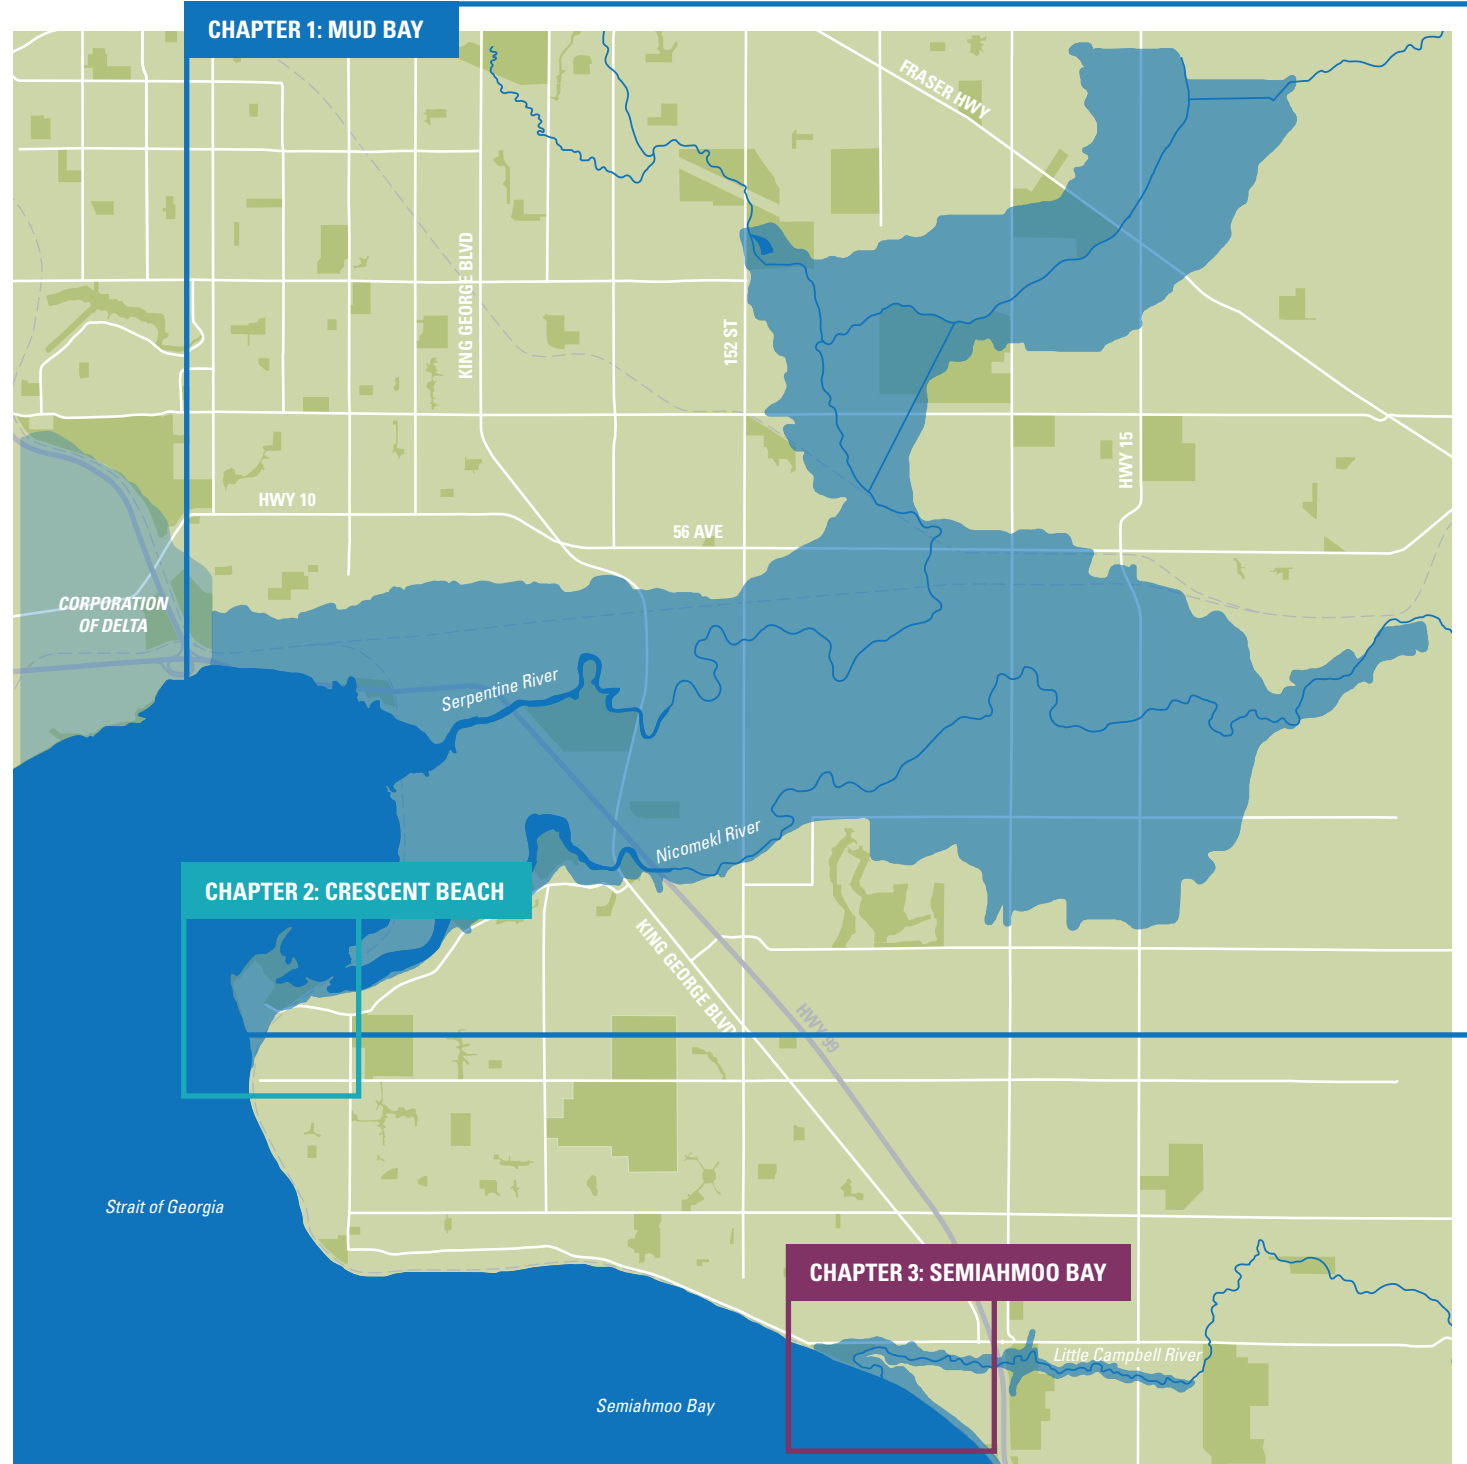 CHAPTER 1: MUD BAY
FRASER HWY
KING GEORGE BLVD
152 ST
HWY 15
HWY 10
56 AVE
CORPORATION
OF DELTA
Serpentine River
Nicomekl River
CHAPTER 2: CRESCENT BEACH
KING GEORGE BLVD
HWY 99
Strait of Georgia
CHAPTER 3: SEMIAHMOO BAY
Little Campbell River
Semiahmoo Bay